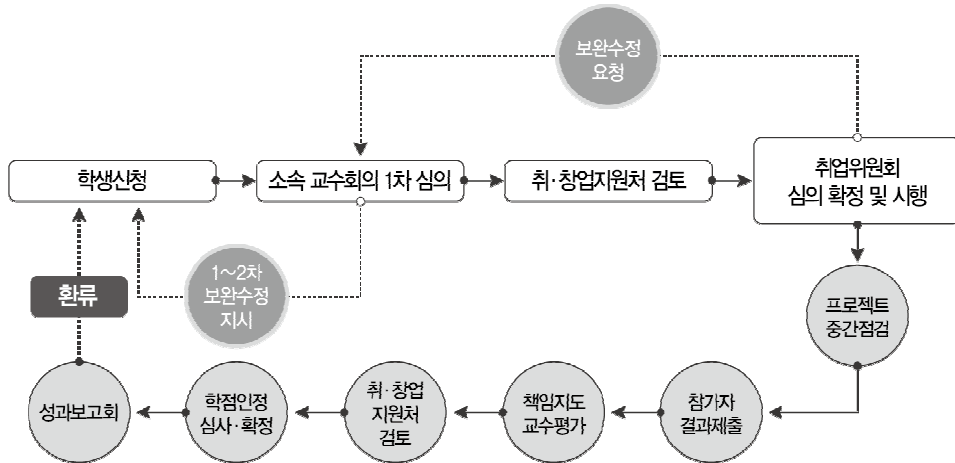 보완수정
요청
학생신청
소속 교수회의 1차 심의
취·창업지원처 검토
취업위원회
심의 확정 및 시행
환류
1~2차
보완수정
지시
프로젝트
중간점검
성과보고회
학점인정
심사·확정
취·창업
지원처
검토
책임지도
교수평가
참가자
결과제출